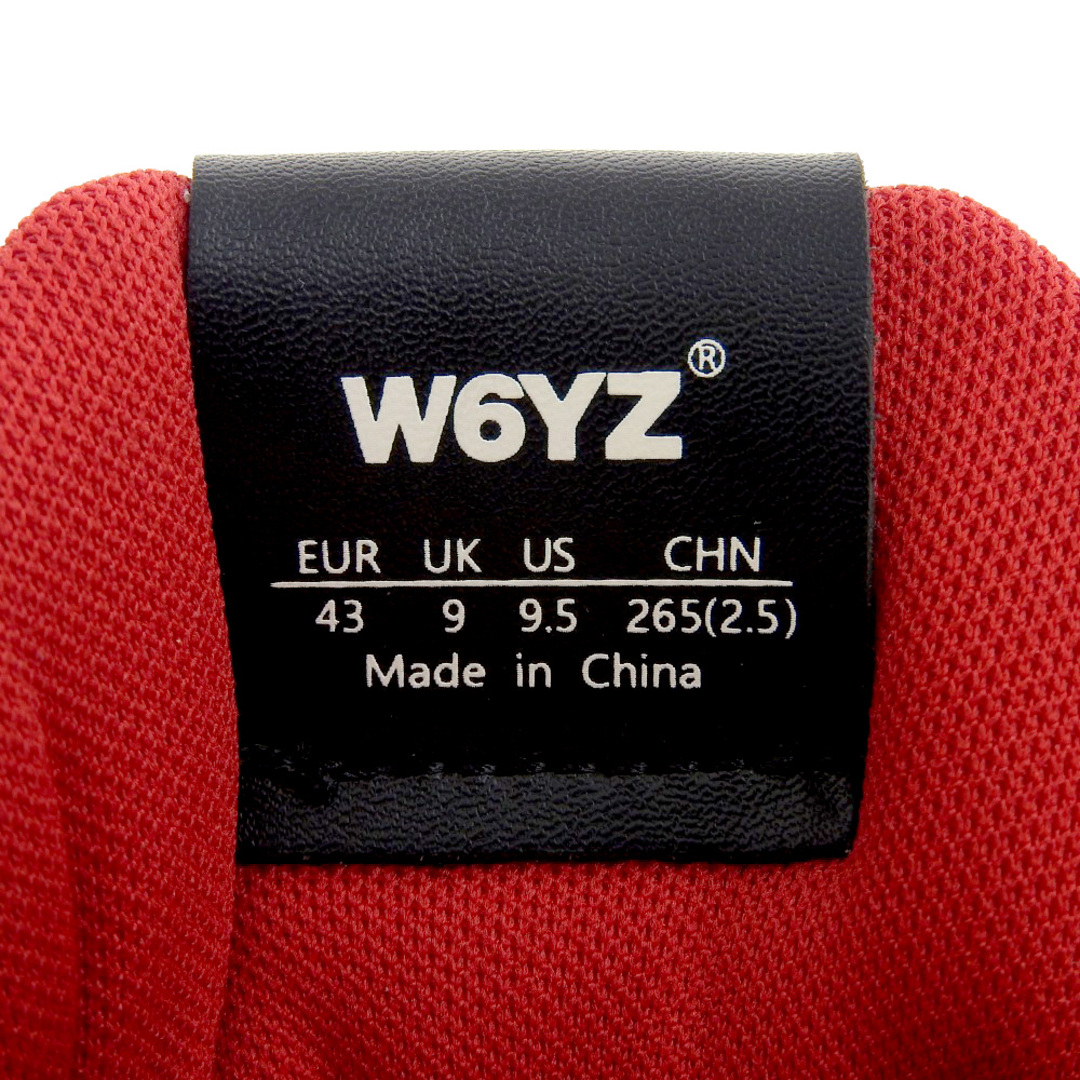 W6YZ®
EUR UK US CHN
43 9 9.5 265(2.5)
Made in China